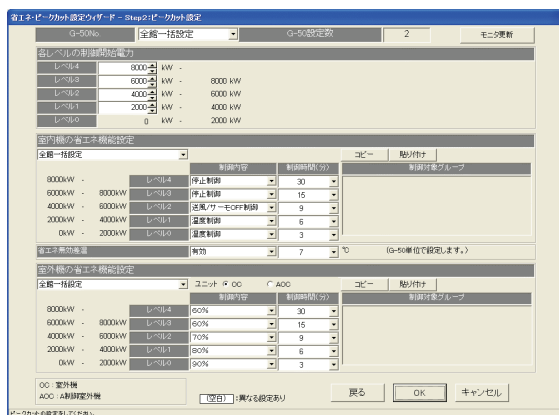 省エネ・ピークカット設定ウィザード - Step2:ピークカット設定
G-50No. 全館一括設定 G-50設定数 2 モニタ更新
各レベルの制御開始電力
レベル4 8000 kW -
レベル3 6000 kW - 8000 kW
レベル2 4000 kW - 6000 kW
レベル1 2000 kW - 4000 kW
レベル0 0 kW - 2000 kW
室内機の省エネ機能設定
全館一括設定 コピー 貼り付け
制御内容 制御時間(分) 制御対象グループ
8000kW - レベル4 停止制御 30
6000kW - 8000kW レベル3 停止制御 15
4000kW - 6000kW レベル2 送風/サーモOFF制御 9
2000kW - 4000kW レベル1 温度制御 6
0kW - 2000kW レベル0 温度制御 3
省エネ無効差温 有効 7 ℃ (G-50単位で設定します。)
室外機の省エネ機能設定
全館一括設定 ユニット OC AOC コピー 貼り付け
制御内容 制御時間(分) 制御対象グループ
8000kW - レベル4 60% 30
6000kW - 8000kW レベル3 60% 15
4000kW - 6000kW レベル2 70% 9
2000kW - 4000kW レベル1 80% 6
0kW - 2000kW レベル0 90% 3
OC : 室外機
AOC : A制御室外機
(空白) : 異なる設定あり 戻る OK キャンセル
ピークカットの設定をしてください。